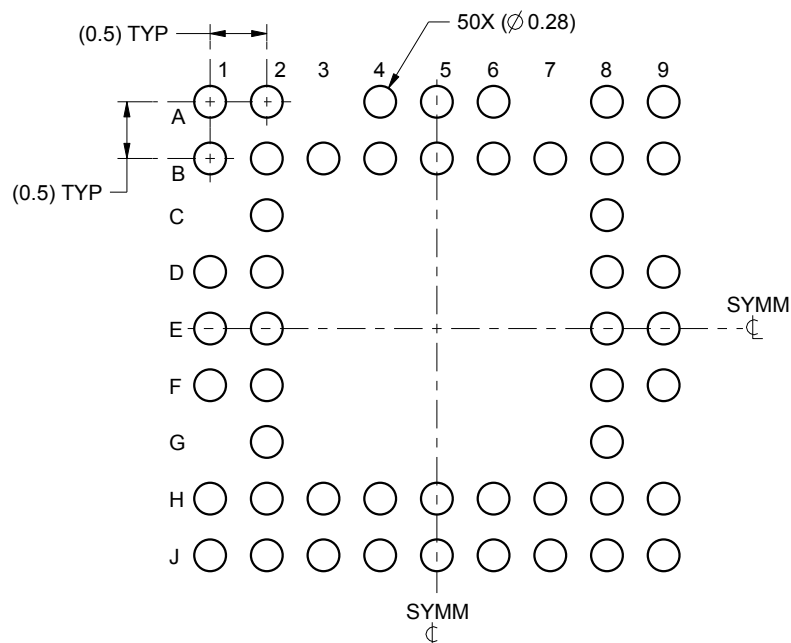 (0.5) TYP
50X (∅ 0.28)
1 2 3 4 5 6 7 8 9
A
B
(0.5) TYP
C
D
SYMM
℄
E
F
G
H
J
SYMM
℄